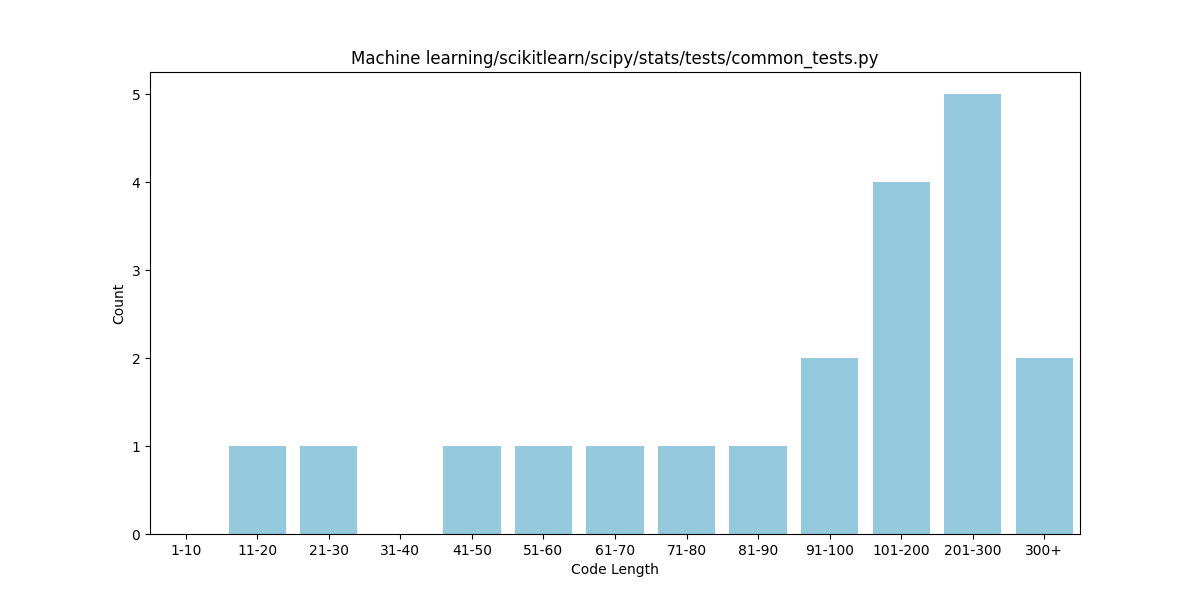 Machine learning/scikitlearn/scipy/stats/tests/common_tests.py
5
4
3
2
1
0
Count
1-10 11-20 21-30 31-40 41-50 51-60 61-70 71-80 81-90 91-100 101-200 201-300 300+
Code Length